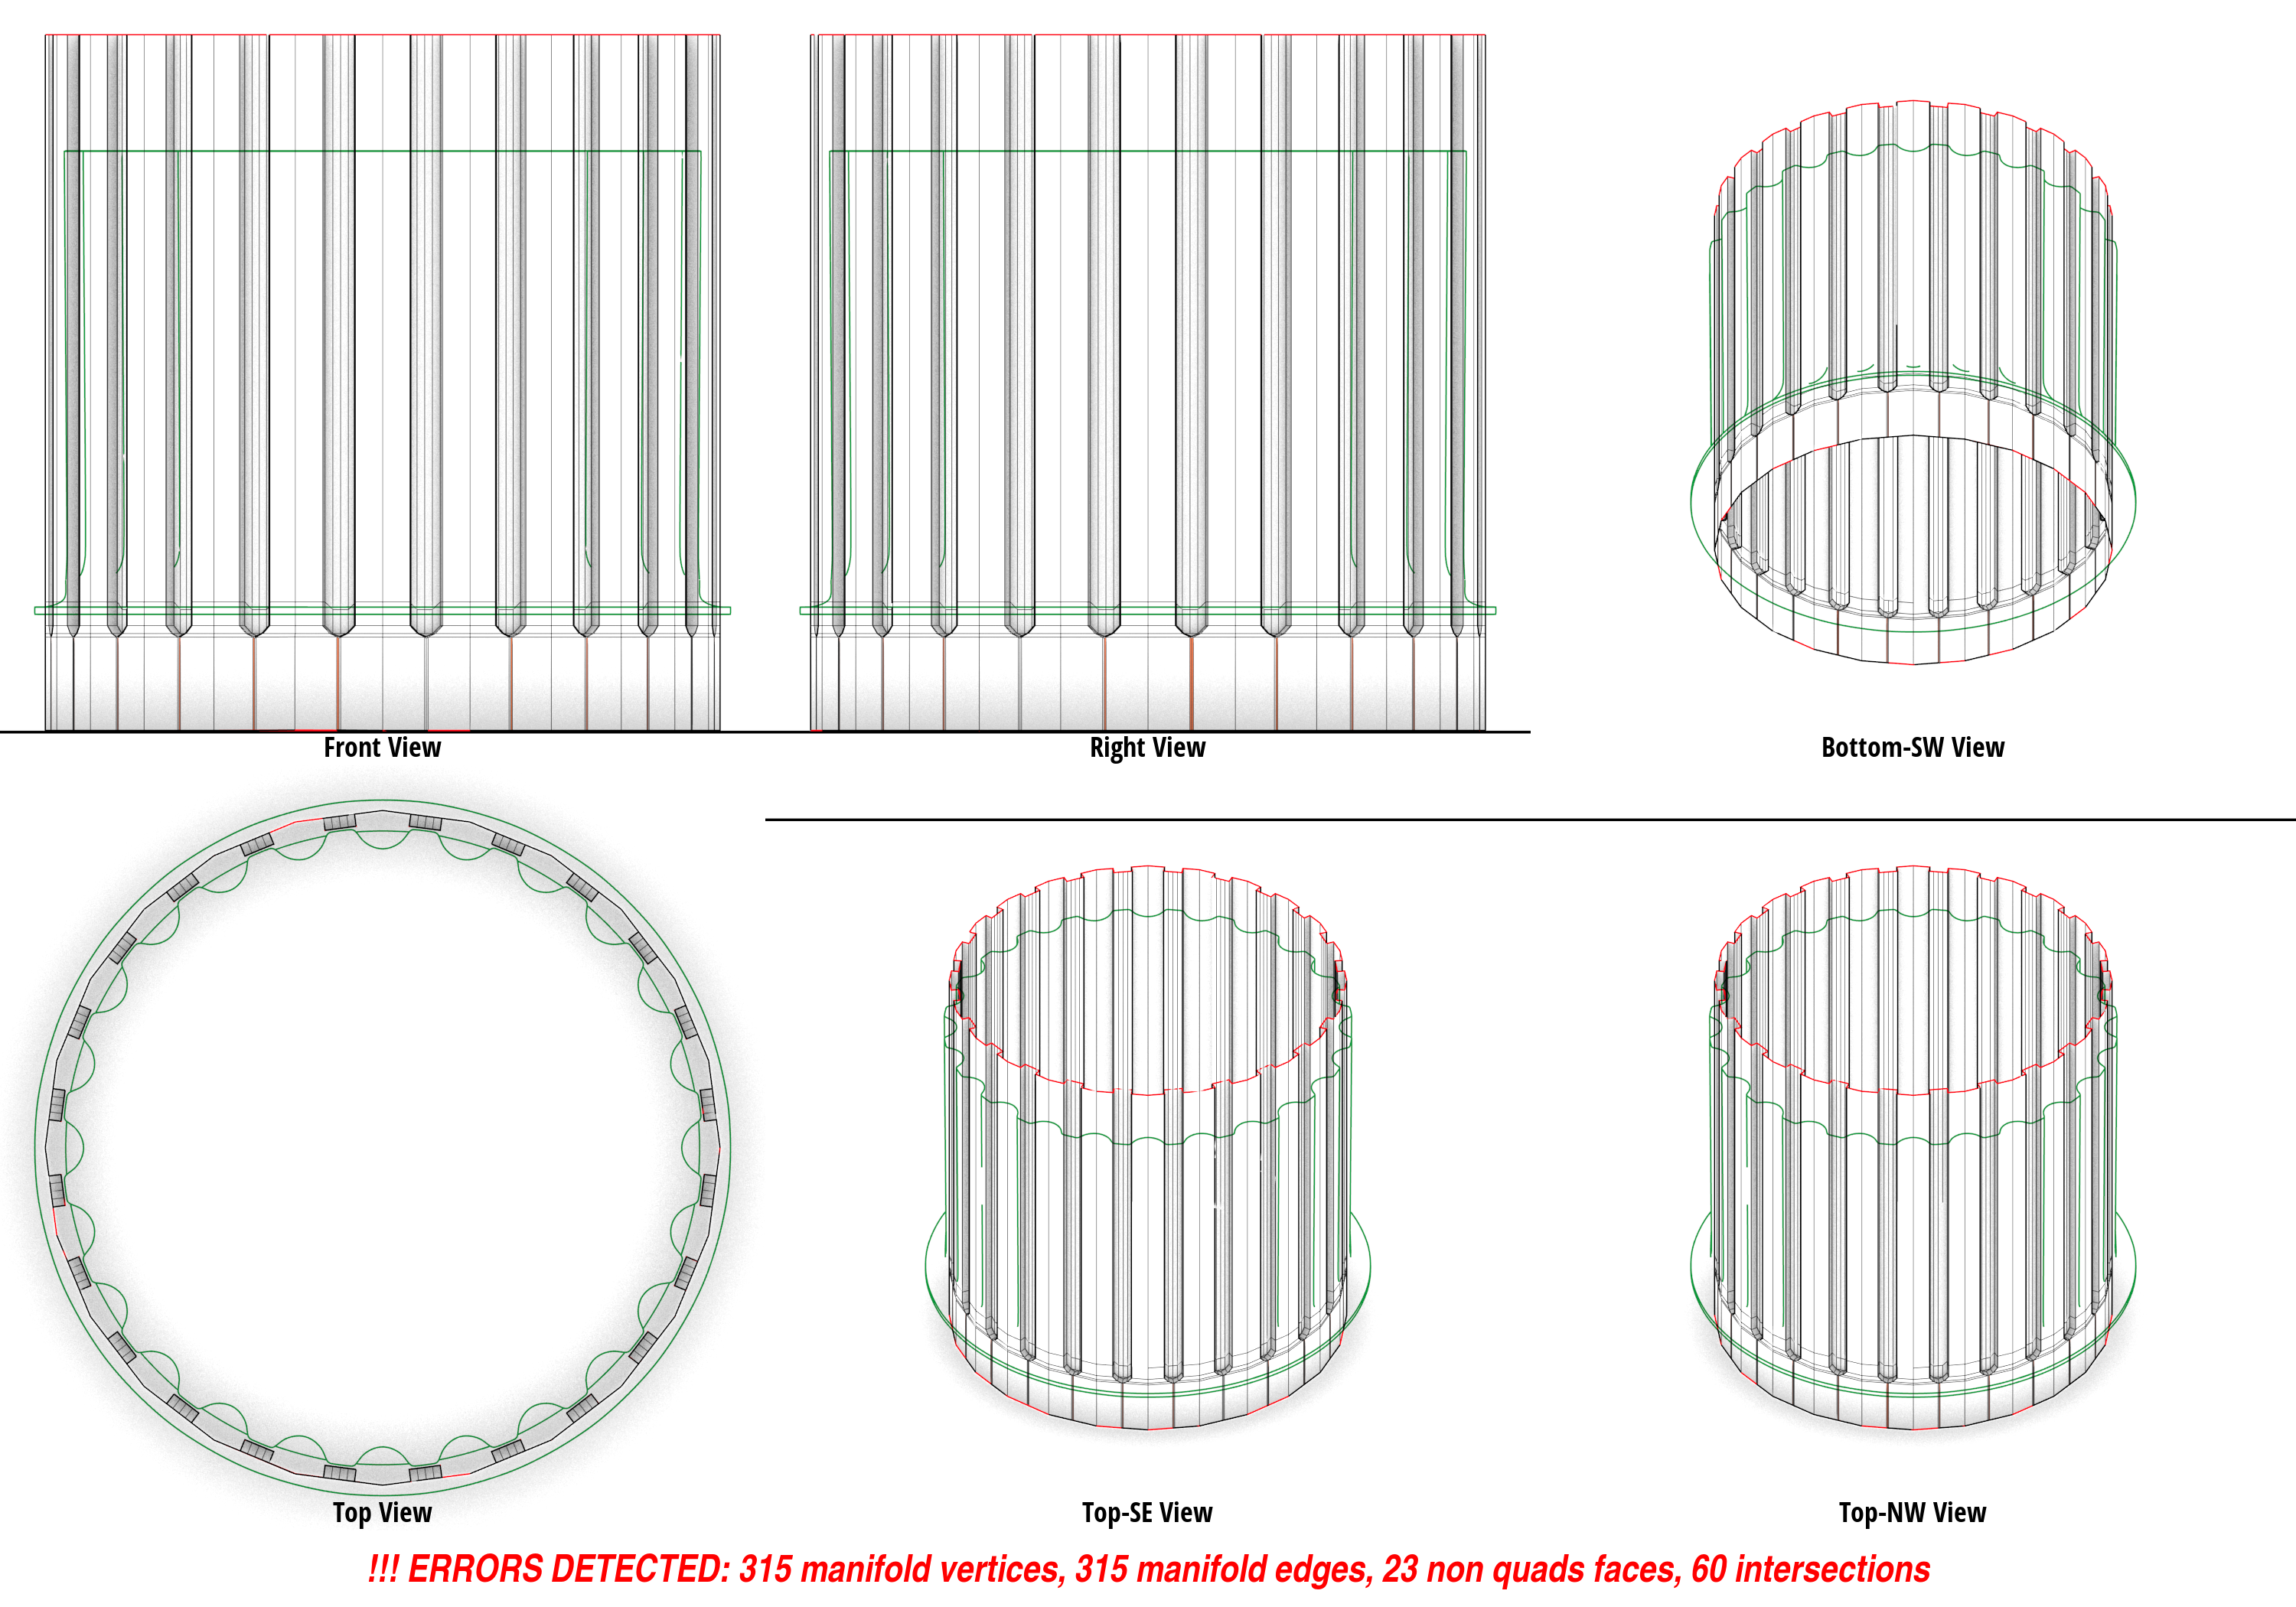 Front View
Right View
Bottom-SW View
Top View
Top-SE View
Top-NW View
!!! ERRORS DETECTED: 315 manifold vertices, 315 manifold edges, 23 non quads faces, 60 intersections